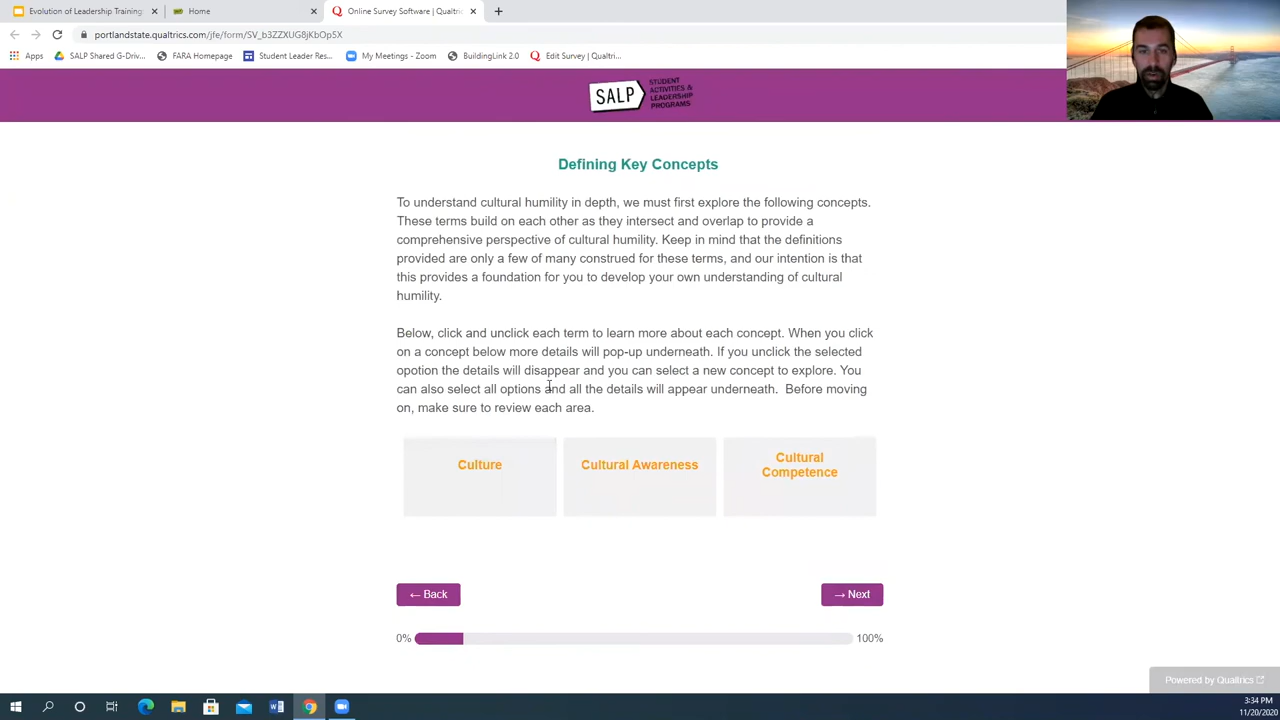 Evolution of Leadership Training:
Home
Online Survey Software | Qualtric
portlandstate.qualtrics.com/jfe/form/SV_b3ZZXUG8jKbOp5X
Apps
SALP Shared G-Driv...
FARA Homepage
Student Leader Res...
My Meetings - Zoom
BuildingLink 2.0
Edit Survey | Qualtri...
SALP
STUDENT
ACTIVITIES &
LEADERSHIP
PROGRAMS
Defining Key Concepts
To understand cultural humility in depth, we must first explore the following concepts.
These terms build on each other as they intersect and overlap to provide a
comprehensive perspective of cultural humility. Keep in mind that the definitions
provided are only a few of many construed for these terms, and our intention is that
this provides a foundation for you to develop your own understanding of cultural
humility.
Below, click and unclick each term to learn more about each concept. When you click
on a concept below more details will pop-up underneath. If you unclick the selected
opotion the details will disappear and you can select a new concept to explore. You
can also select all options and all the details will appear underneath. Before moving
on, make sure to review each area.
Culture
Cultural Awareness
Cultural
Competence
← Back
→ Next
0%
100%
Powered by Qualtrics
3:34 PM
11/20/2020